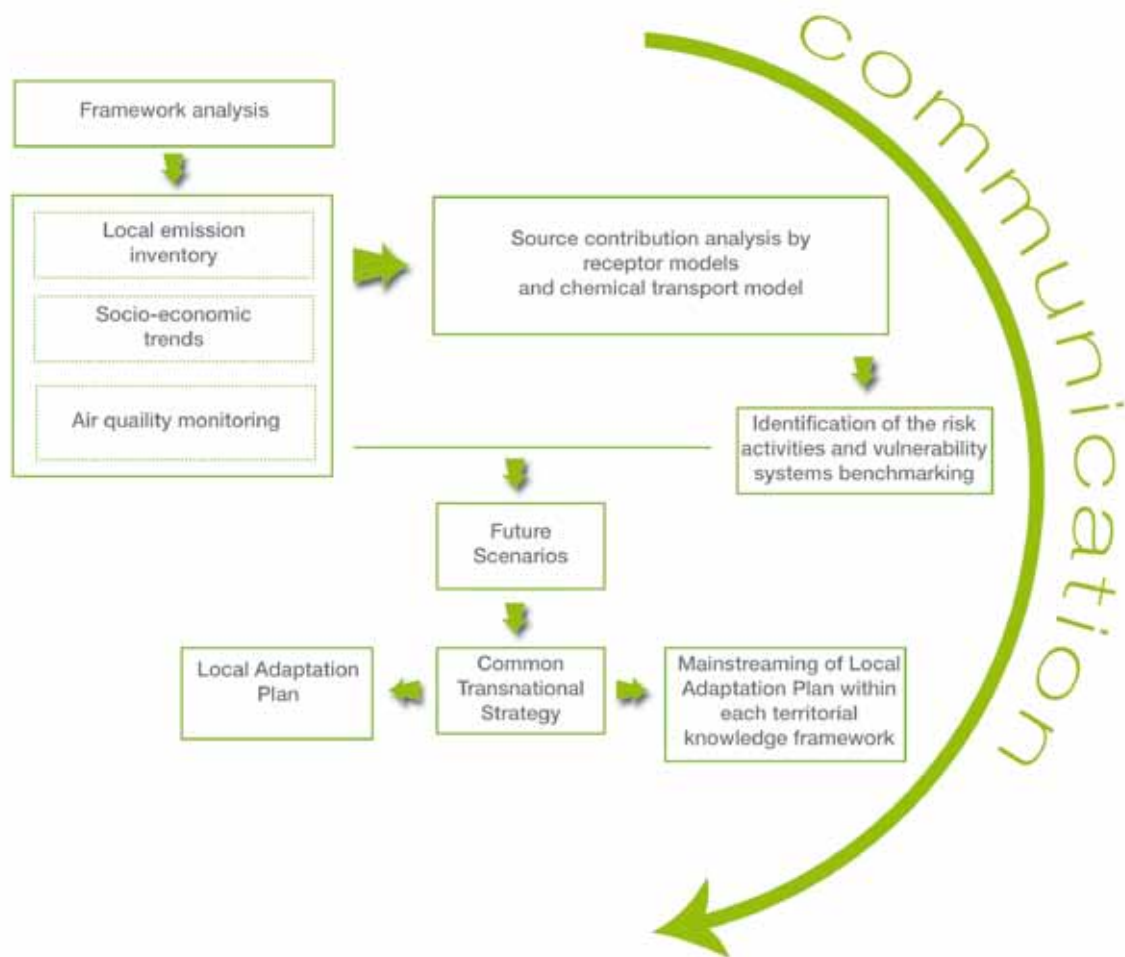 Framework analysis
Local emission
inventory
Socio-economic
trends
Air quaility monitoring
Source contribution analysis by
receptor models
and chemical transport model
Identification of the risk
activities and vulnerability
systems benchmarking
Future
Scenarios
Local Adaptation
Plan
Common
Transnational
Strategy
Mainstreaming of Local
Adaptation Plan within
each territorial
knowledge framework
communication